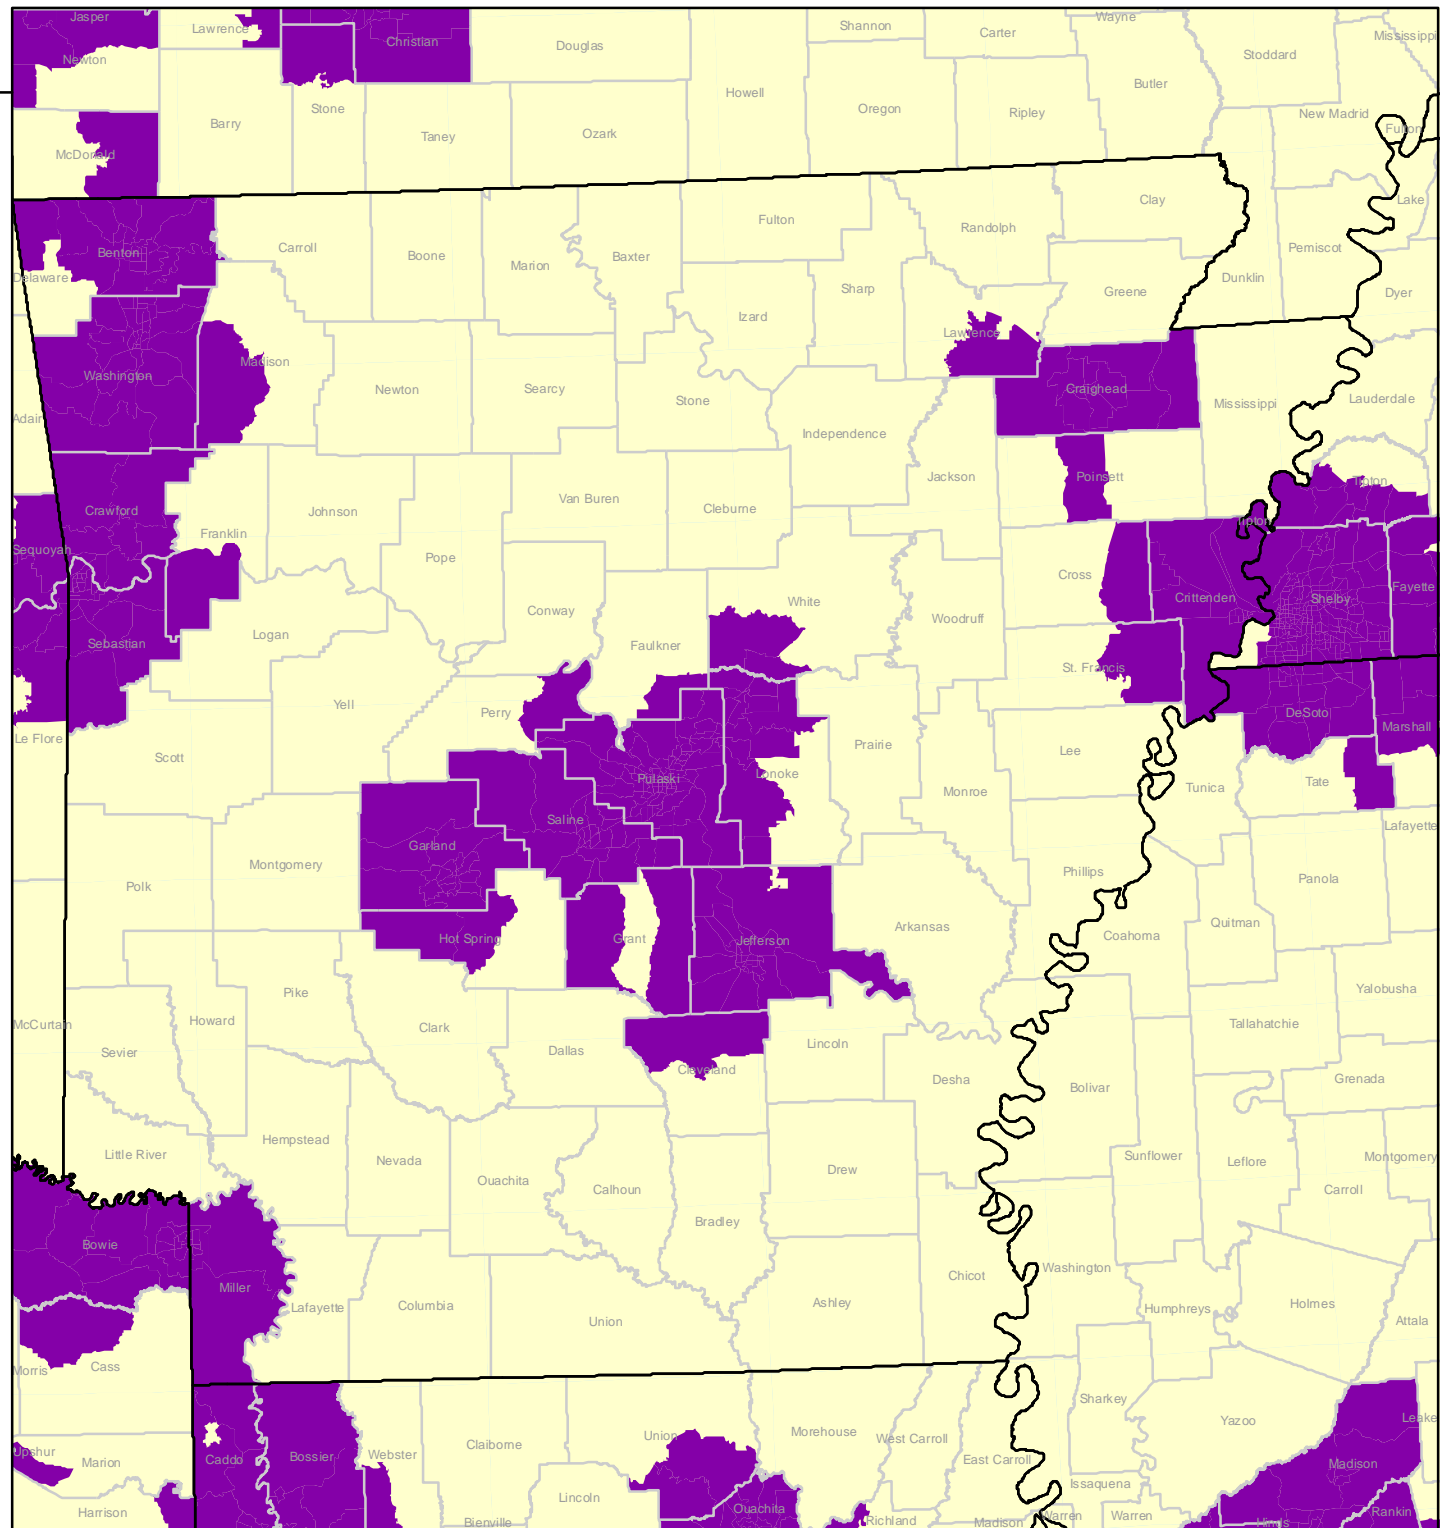 Jasper
Lawrence
Christian
Douglas
Shannon
Carter
Wayne
Stoddard
Mississippi
Newton
Howell
Oregon
Ripley
Butler
New Madrid
Fulton
McDonald
Barry
Stone
Taney
Ozark
Benton
Carroll
Boone
Marion
Baxter
Fulton
Randolph
Clay
Pemiscot
Lake
Delaware
Izard
Sharp
Greene
Dunklin
Dyer
Washington
Madison
Newton
Searcy
Stone
Lawrence
Craighead
Mississippi
Lauderdale
Adair
Independence
Jackson
Poinsett
Tipton
Sequoyah
Crawford
Franklin
Johnson
Pope
Van Buren
Cleburne
Tipton
Sebastian
Logan
Conway
Faulkner
White
Woodruff
Cross
Crittenden
Shelby
Fayette
Le Flore
Scott
Yell
Perry
Pulaski
Lonoke
Prairie
Monroe
St. Francis
Lee
DeSoto
Marshall
Tunica
Tate
Lafayette
Polk
Montgomery
Garland
Saline
Hot Spring
Grant
Jefferson
Arkansas
Phillips
Coahoma
Quitman
Panola
McCurtain
Sevier
Howard
Pike
Clark
Dallas
Cleveland
Lincoln
Desha
Bolivar
Tallahatchie
Yalobusha
Grenada
Little River
Hempstead
Nevada
Ouachita
Calhoun
Bradley
Drew
Sunflower
Leflore
Carroll
Montgomery
Bowie
Miller
Lafayette
Columbia
Union
Ashley
Chicot
Washington
Humphreys
Holmes
Attala
Morris
Cass
Sharkey
Yazoo
Leake
Upshur
Marion
Harrison
Caddo
Bossier
Webster
Claiborne
Lincoln
Bienville
Union
Ouachita
Morehouse
West Carroll
East Carroll
Richland
Madison
Issaquena
Warren
Warren
Hinds
Madison
Rankin